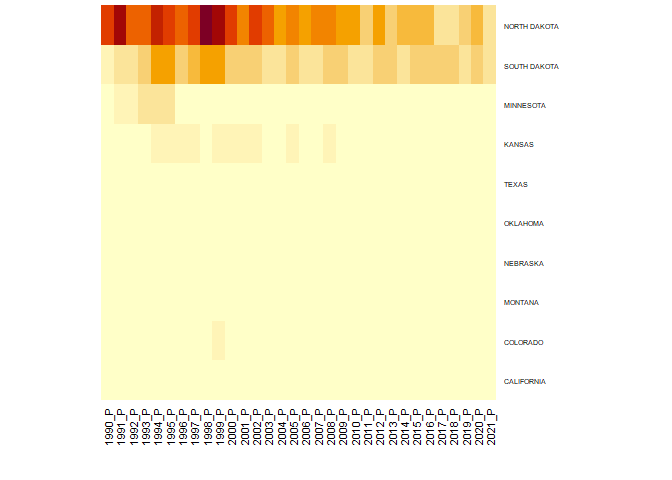 NORTH DAKOTA
SOUTH DAKOTA
MINNESOTA
KANSAS
TEXAS
OKLAHOMA
NEBRASKA
MONTANA
COLORADO
CALIFORNIA
1990_P
1991_P
1992_P
1993_P
1994_P
1995_P
1996_P
1997_P
1998_P
1999_P
2000_P
2001_P
2002_P
2003_P
2004_P
2005_P
2006_P
2007_P
2008_P
2009_P
2010_P
2011_P
2012_P
2013_P
2014_P
2015_P
2016_P
2017_P
2018_P
2019_P
2020_P
2021_P